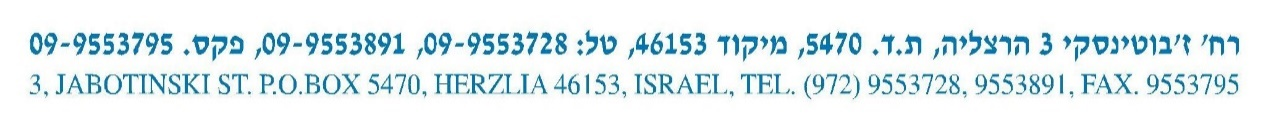 רח' ז'בוטינסקי 3 הרצליה, ת.ד. 5470, מיקוד 46153, טל: 09-9553728, 09-9553891, פקס. 09-9553795
3, JABOTINSKI ST. P.O.BOX 5470, HERZLIA 46153, ISRAEL, TEL. (972) 9553728, 9553891, FAX. 9553795